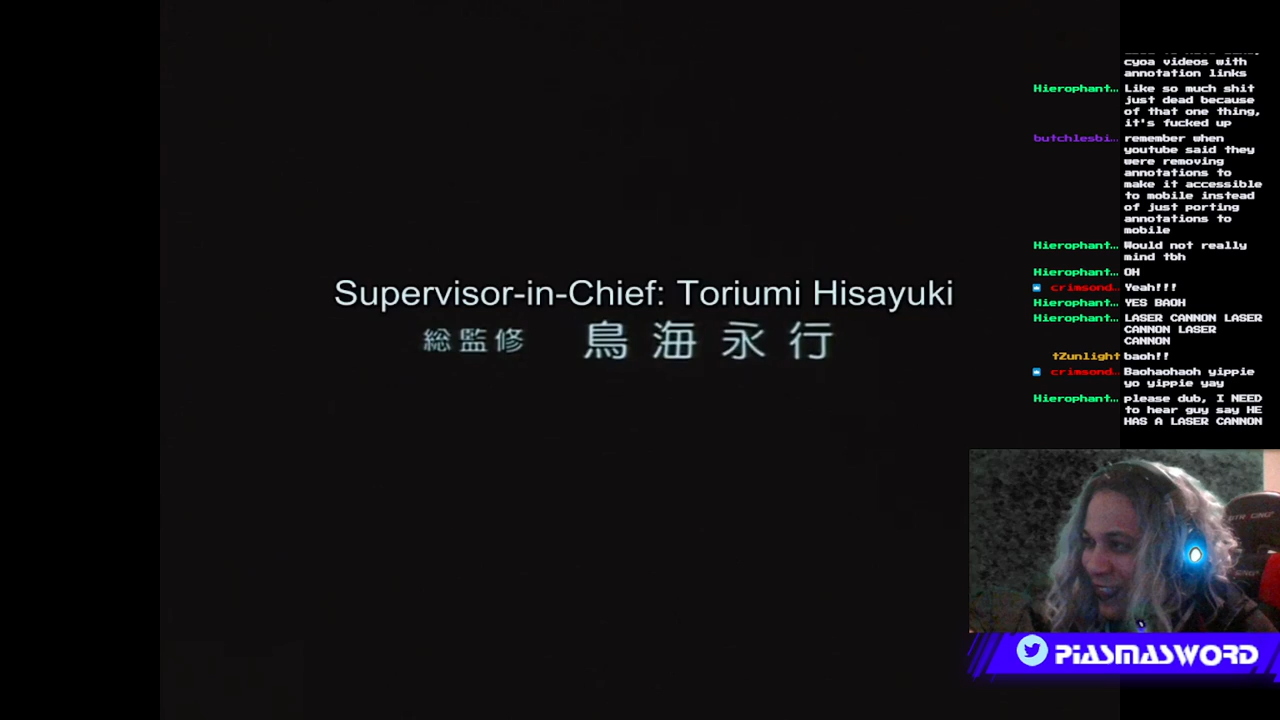 Supervisor-in-Chief: Toriumi Hisayuki
総監修 鳥海永行
cyoa videos with
annotation links
Hierophant… Like so much shit
just dead because
of that one thing,
it's fucked up
butchlesbi… remember when
youtube said they
were removing
annotations to
make it accessible
to mobile instead
of just porting
annotations to
mobile
Hierophant… Would not really
mind tbh
Hierophant… OH
crimsond… Yeah!!!
Hierophant… YES BAOH
Hierophant… LASER CANNON LASER
CANNON LASER
CANNON
†Zunlight baoh!!
crimsond… Baohaohaoh yippie
yo yippie yay
Hierophant… please dub, I NEED
to hear guy say HE
HAS A LASER CANNON
PIASMASWORD